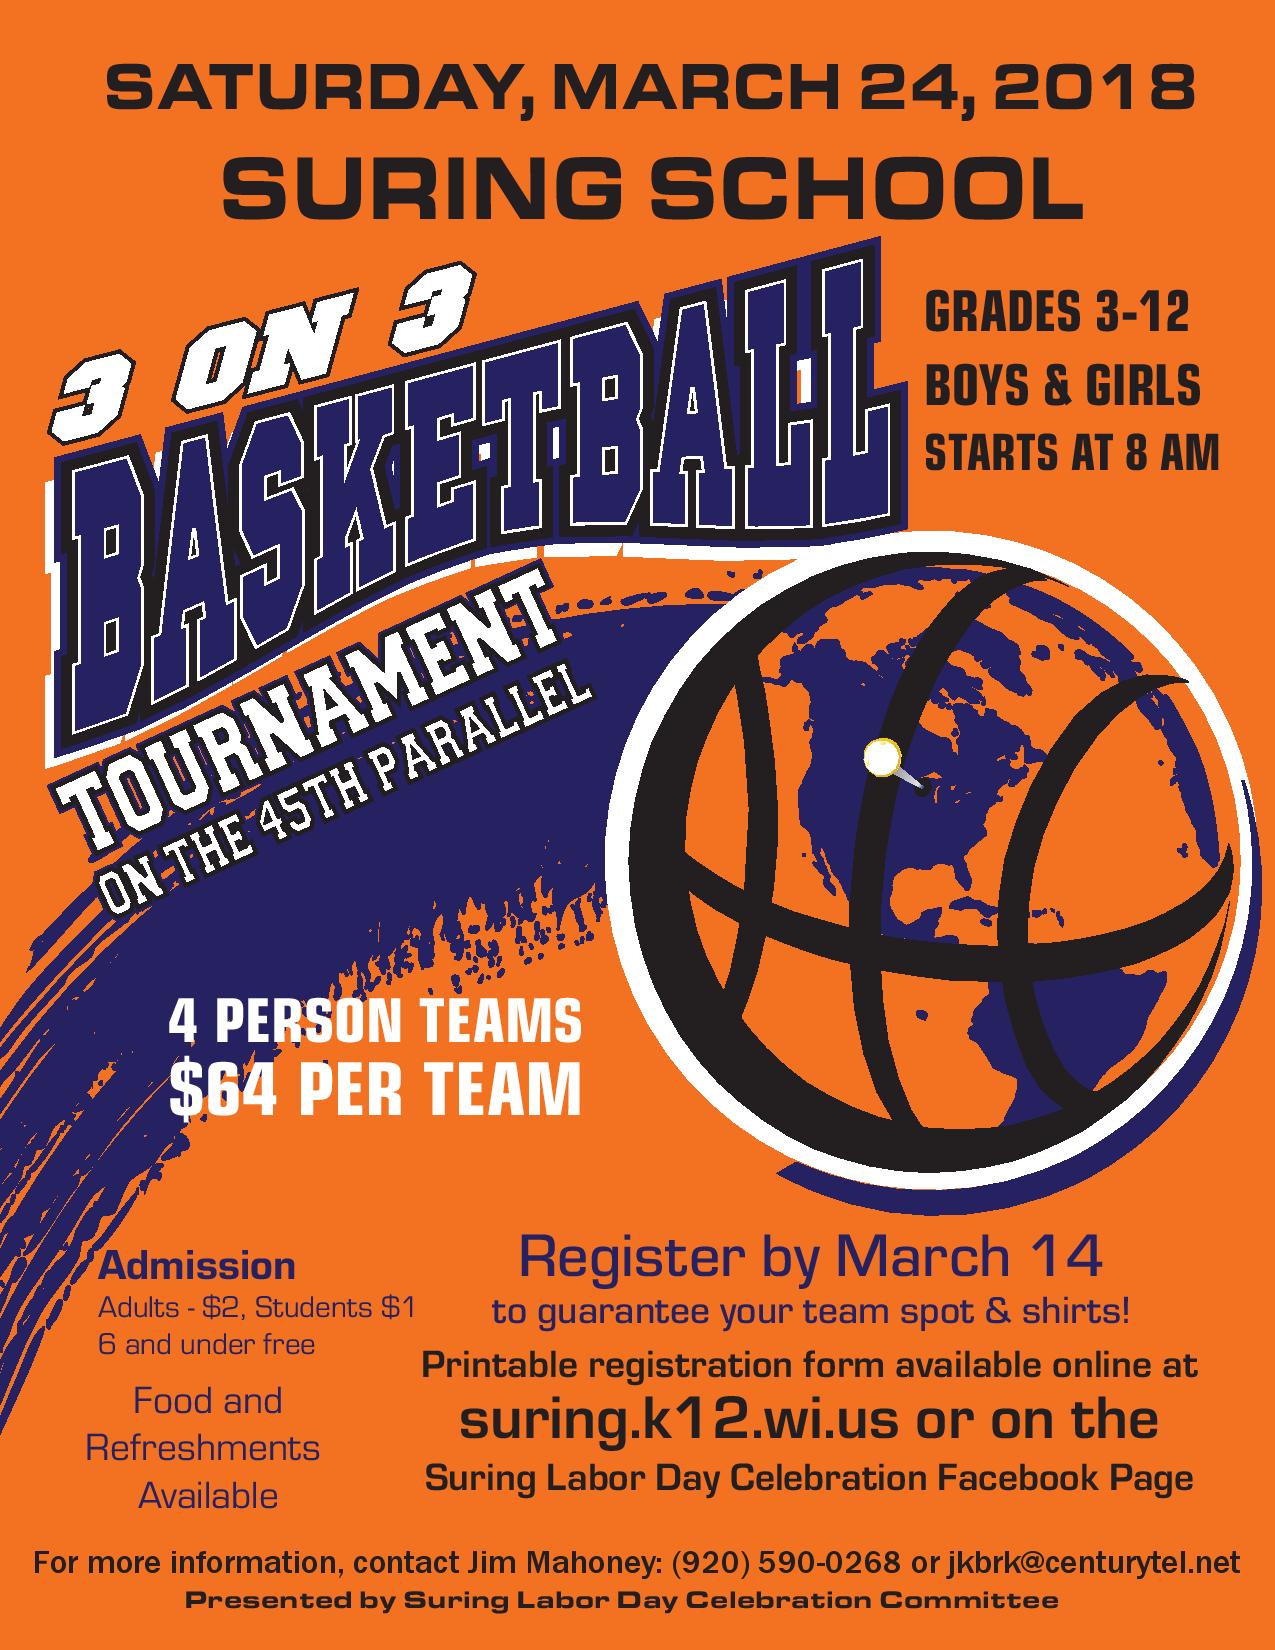 SATURDAY, MARCH 24, 2018
SURING SCHOOL
3 ON 3
BASKETBALL
TOURNAMENT
ON THE 45TH PARALLEL
GRADES 3-12
BOYS & GIRLS
STARTS AT 8 AM
4 PERSON TEAMS
$64 PER TEAM
Admission
Adults - $2, Students $1
6 and under free
Food and
Refreshments
Available
Register by March 14
to guarantee your team spot & shirts!
Printable registration form available online at
suring.k12.wi.us or on the
Suring Labor Day Celebration Facebook Page
For more information, contact Jim Mahoney: (920) 590-0268 or jkbrk@centurytel.net
Presented by Suring Labor Day Celebration Committee